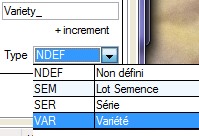 Variety_
+ increment
Type NDEF
NDEF Non défini
SEM Lot Semence
SER Série
VAR Variété